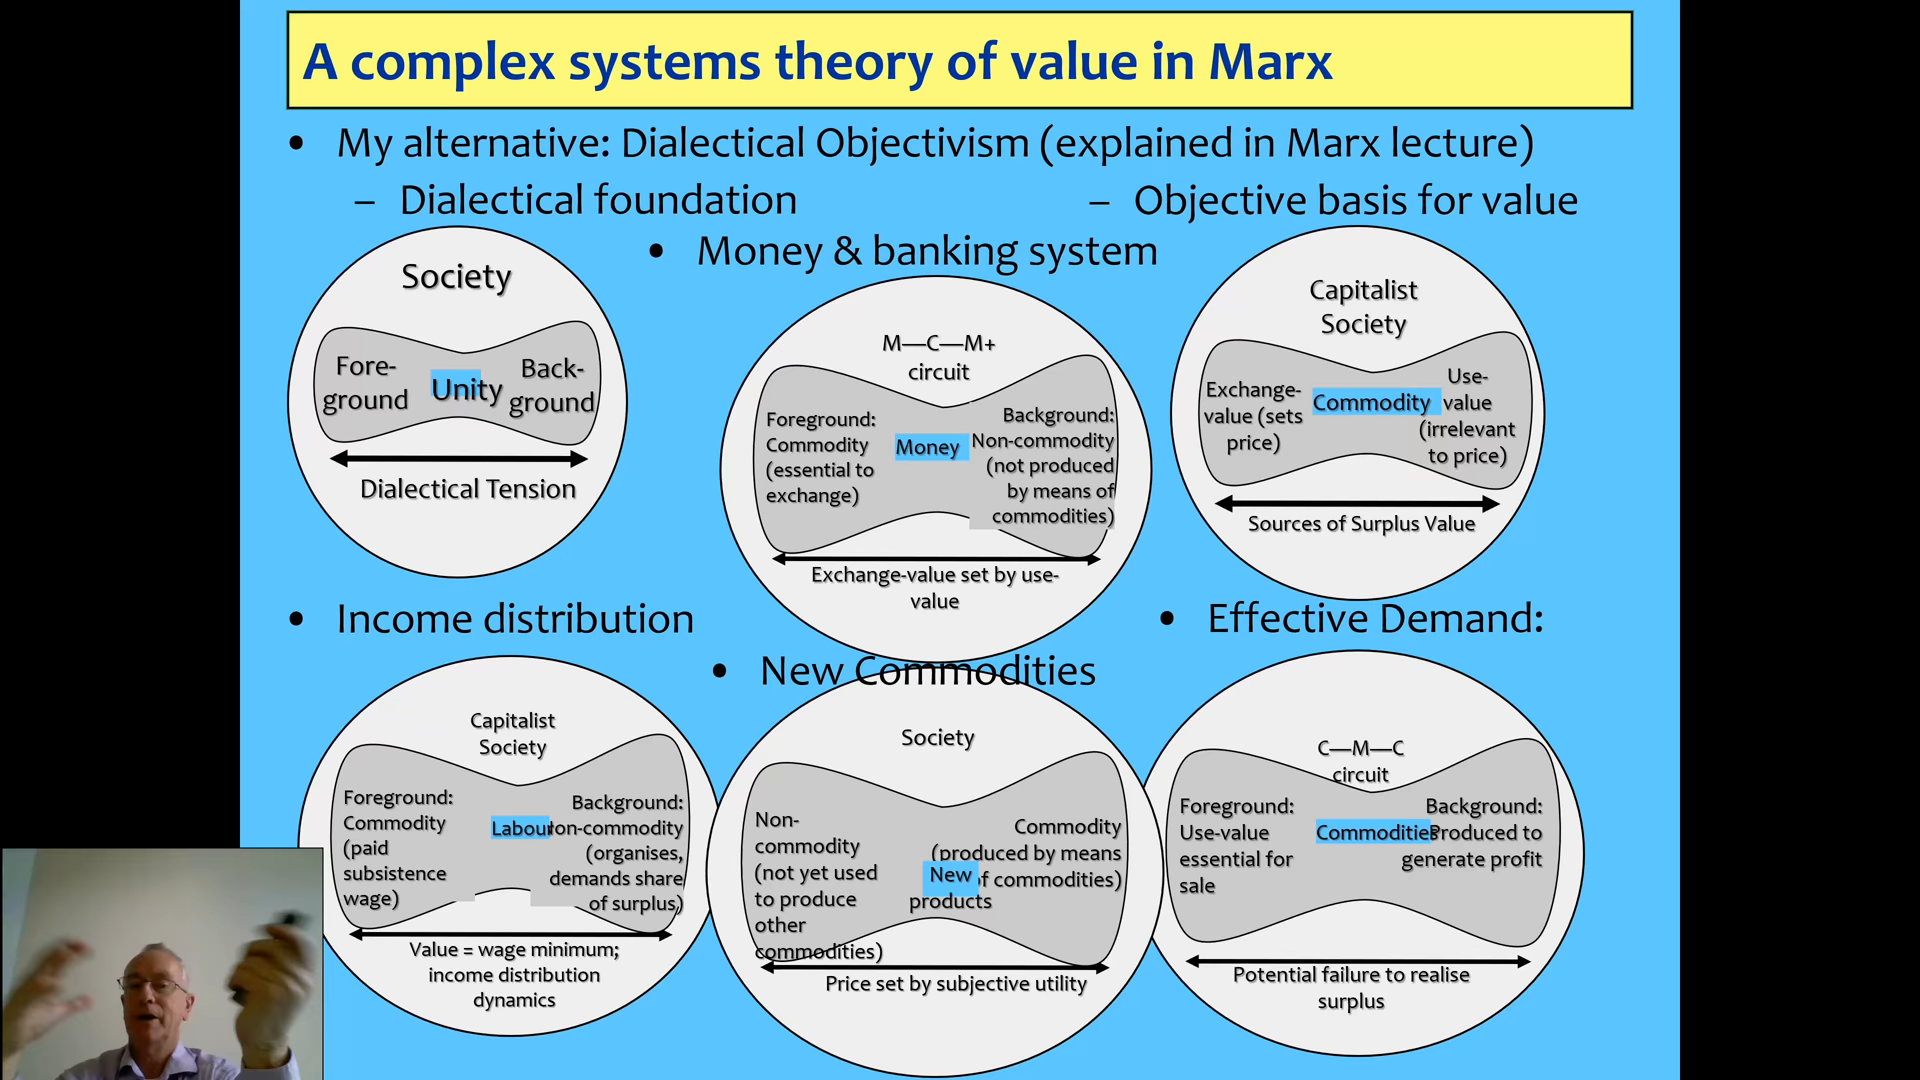 A complex systems theory of value in Marx
• My alternative: Dialectical Objectivism (explained in Marx lecture)
– Dialectical foundation
– Objective basis for value
• Money & banking system
Society
Fore-
ground
Unity
Back-
ground
Dialectical Tension
M—C—M+
circuit
Foreground:
Commodity
(essential to
exchange)
Money
Background:
Non-commodity
(not produced
by means of
commodities)
Exchange-value set by use-
value
Capitalist
Society
Exchange-
value (sets
price)
Commodity
Use-
value
(irrelevant
to price)
Sources of Surplus Value
• Income distribution
• New Commodities
• Effective Demand:
Capitalist
Society
Foreground:
Commodity
(paid
subsistence
wage)
Labour
Background:
on-commodity
(organises,
demands share
of surplus)
Value = wage minimum;
income distribution
dynamics
Society
Non-
commodity
(not yet used
to produce
other
commodities)
New
products
Commodity
(produced by means
of commodities)
Price set by subjective utility
C—M—C
circuit
Foreground:
Use-value
essential for
sale
Commodities
Background:
Produced to
generate profit
Potential failure to realise
surplus